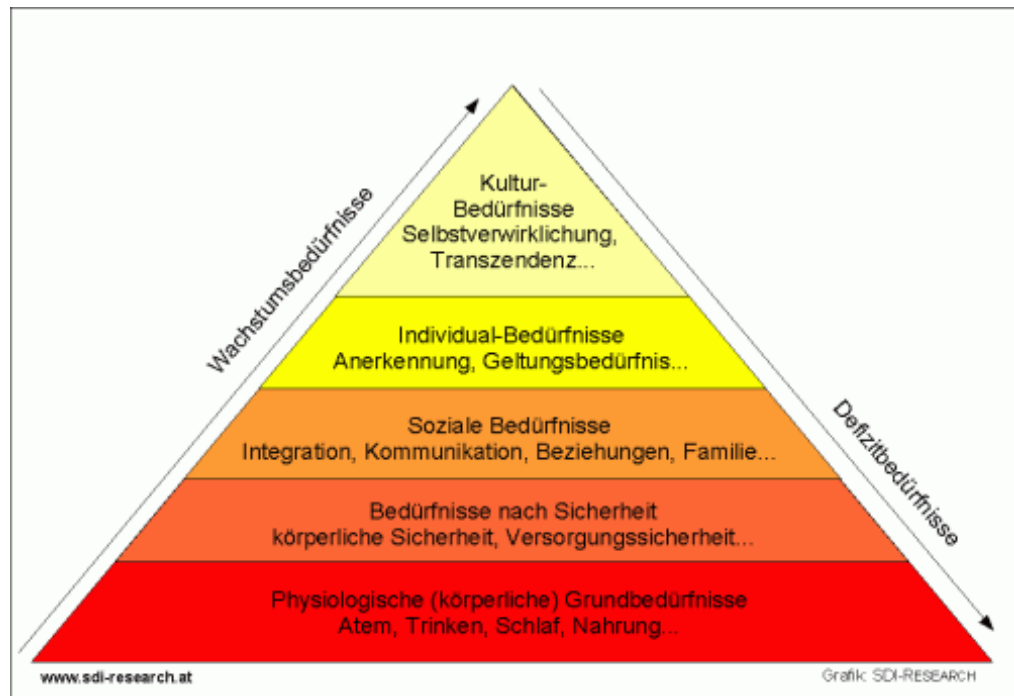 Kultur-
Bedürfnisse
Selbstverwirklichung,
Transzendenz...
Wachstumsbedürfnisse
Individual-Bedürfnisse
Anerkennung, Geltungsbedürfnis...
Defizitbedürfnisse
Soziale Bedürfnisse
Integration, Kommunikation, Beziehungen, Familie...
Bedürfnisse nach Sicherheit
körperliche Sicherheit, Versorgungssicherheit...
Physiologische (körperliche) Grundbedürfnisse
Atem, Trinken, Schlaf, Nahrung...
www.sdi-research.at
Grafik: SDI-RESEARCH